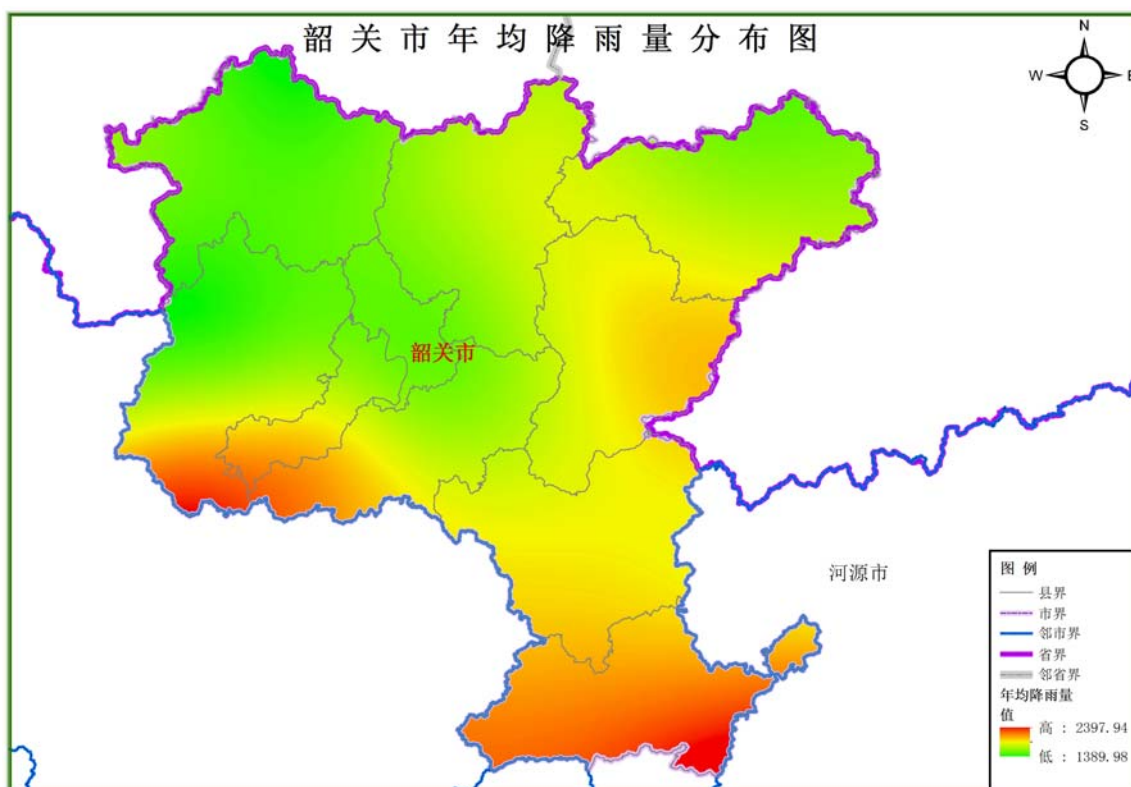 韶关市年均降雨量分布图
N
W E
S
韶关市
河源市
图 例
县界
市界
邻市界
省界
邻省界
年均降雨量
值
高 : 2397.94
低 : 1389.98